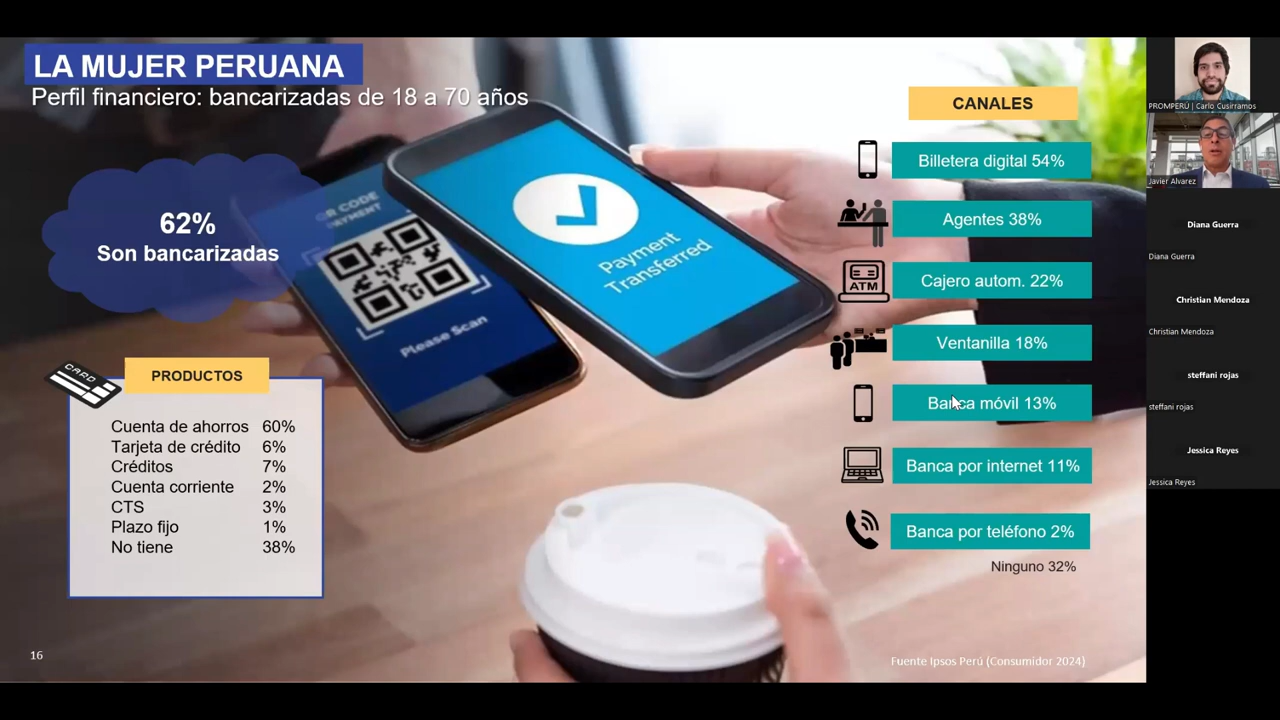 LA MUJER PERUANA
Perfil financiero: bancarizadas de 18 a 70 años
62%
Son bancarizadas
QR CODE
PAYMENT
Please Scan
Payment
Transferred
CARD
PRODUCTOS
Cuenta de ahorros 60%
Tarjeta de crédito 6%
Créditos 7%
Cuenta corriente 2%
CTS 3%
Plazo fijo 1%
No tiene 38%
CANALES
Billetera digital 54%
Agentes 38%
ATM
Cajero autom. 22%
Ventanilla 18%
Banca móvil 13%
Banca por internet 11%
Banca por teléfono 2%
Ninguno 32%
16
Fuente Ipsos Perú (Consumidor 2024)
PROMPERÚ | Carlo Cusirramos
Javier Alvarez
Diana Guerra
Diana Guerra
Christian Mendoza
Christian Mendoza
steffani rojas
steffani rojas
Jessica Reyes
Jessica Reyes